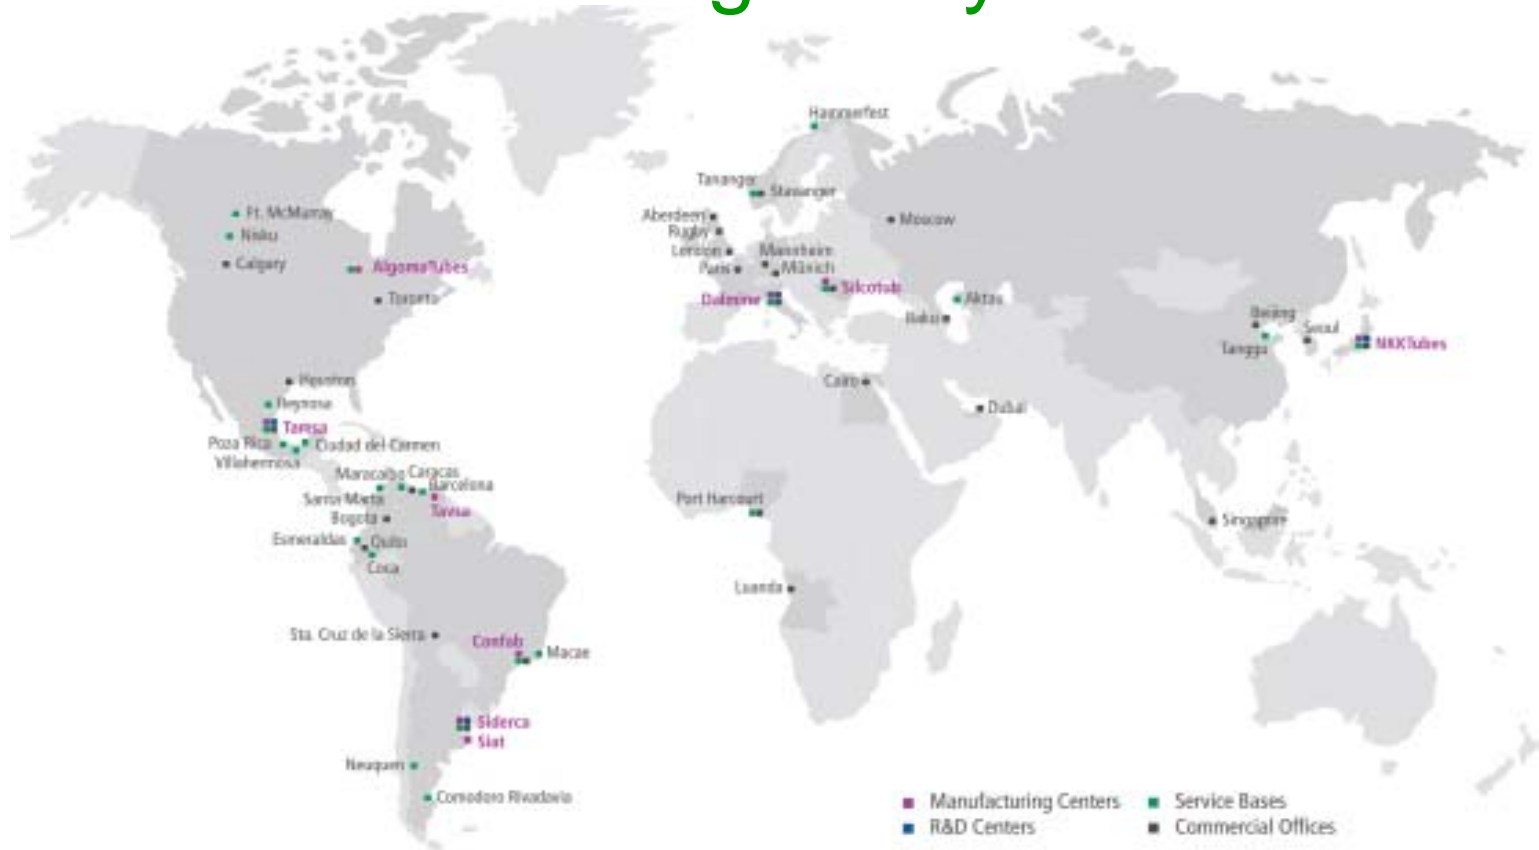 Hammerfest
Tananger
Stavanger
Ft. McMurray
Aberdeen
Moscow
Nisku
Rugby
London
Mannheim
Calgary
AlgomaTubes
Paris
Münich
Silcotub
Toronto
Dalmine
Aktau
Baku
Beijing
Seoul
Tanggu
NKKTubes
Houston
Cairo
Reynosa
Dubai
Tamsa
Poza Rica
Ciudad del Carmen
Villahermosa
Maracaibo
Caracas
Barcelona
Santa Marta
Tavsa
Port Harcourt
Bogota
Singapore
Esmeraldas
Quito
Coca
Luanda
Sta. Cruz de la Sierra
Confab
Macae
Siderca
Siat
Neuquen
Comodoro Rivadavia
Manufacturing Centers
Service Bases
R&D Centers
Commercial Offices